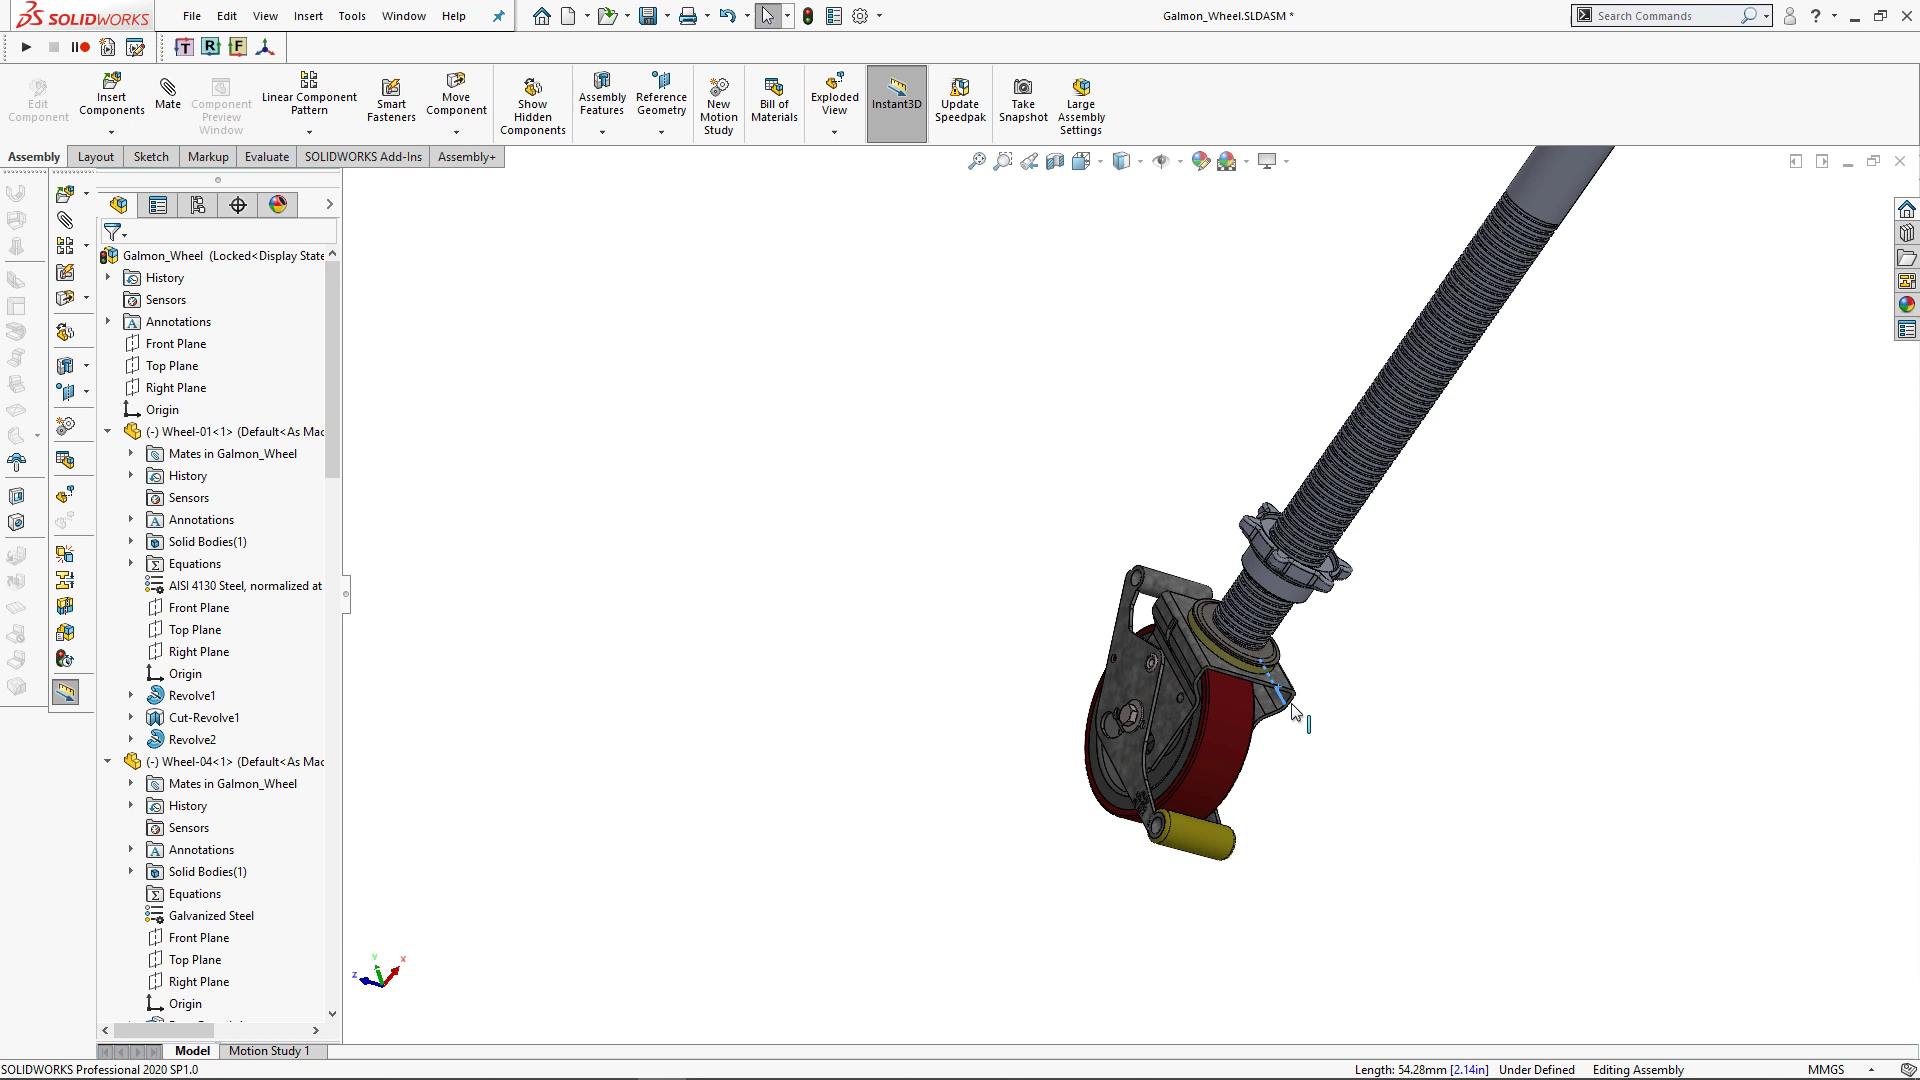 SOLIDWORKS
File Edit View Insert Tools Window Help
Galmon_Wheel.SLDASM *
Search Commands
T R F
Edit Component
Insert Components
Mate
Component Preview Window
Linear Component Pattern
Smart Fasteners
Move Component
Show Hidden Components
Assembly Features
Reference Geometry
New Motion Study
Bill of Materials
Exploded View
Instant3D
Update Speedpak
Take Snapshot
Large Assembly Settings
Assembly Layout Sketch Markup Evaluate SOLIDWORKS Add-Ins Assembly+
Galmon_Wheel (Locked<Display State
History
Sensors
Annotations
Front Plane
Top Plane
Right Plane
Origin
(-) Wheel-01<1> (Default<As Mac
Mates in Galmon_Wheel
History
Sensors
Annotations
Solid Bodies(1)
Equations
AISI 4130 Steel, normalized at
Front Plane
Top Plane
Right Plane
Origin
Revolve1
Cut-Revolve1
Revolve2
(-) Wheel-04<1> (Default<As Mac
Mates in Galmon_Wheel
History
Sensors
Annotations
Solid Bodies(1)
Equations
Galvanized Steel
Front Plane
Top Plane
Right Plane
Origin
Y
X
Z
Model Motion Study 1
SOLIDWORKS Professional 2020 SP1.0
Length: 54.28mm [2.14in] Under Defined Editing Assembly MMGS